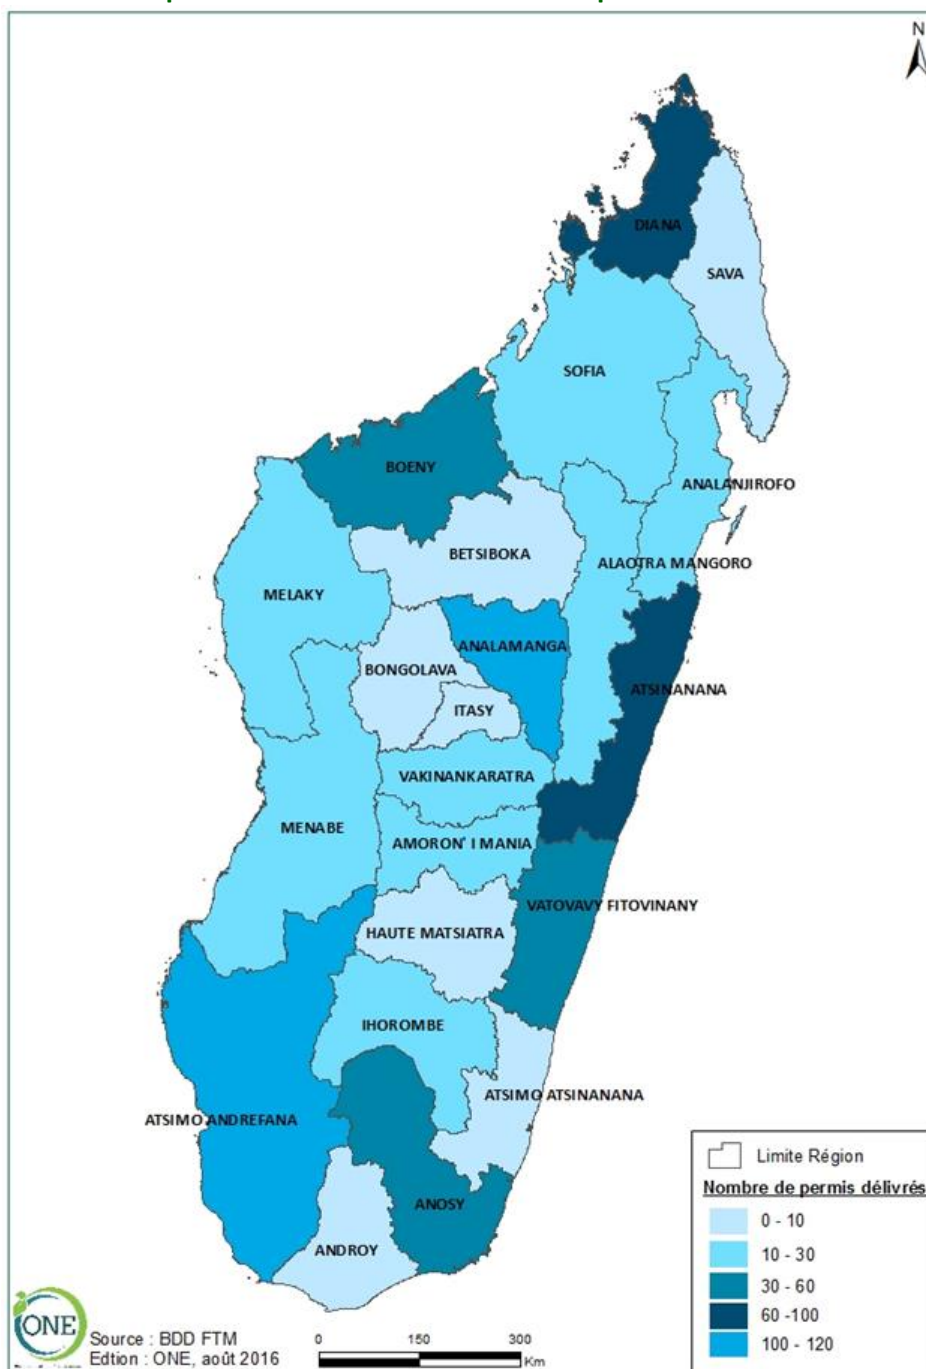 N
DIANA
SAVA
SOFIA
BOENY
ANALANJIROFO
BETSIBOKA
ALAOTRA MANGORO
MELAKY
ANALAMANGA
BONGOLAVA
ATSINANANA
ITASY
VAKINANKARATRA
MENABE
AMORON' I MANIA
VATOVAVY FITOVINANY
HAUTE MATSIATRA
IHOROMBE
ATSIMO ATSINANANA
ATSIMO ANDREFANA
ANOSY
ANDROY
Limite Région
Nombre de permis délivrés
0 - 10
10 - 30
30 - 60
60 -100
100 - 120
ONE
Source : BDD FTM
Edtion : ONE, août 2016
0 150 300
Km